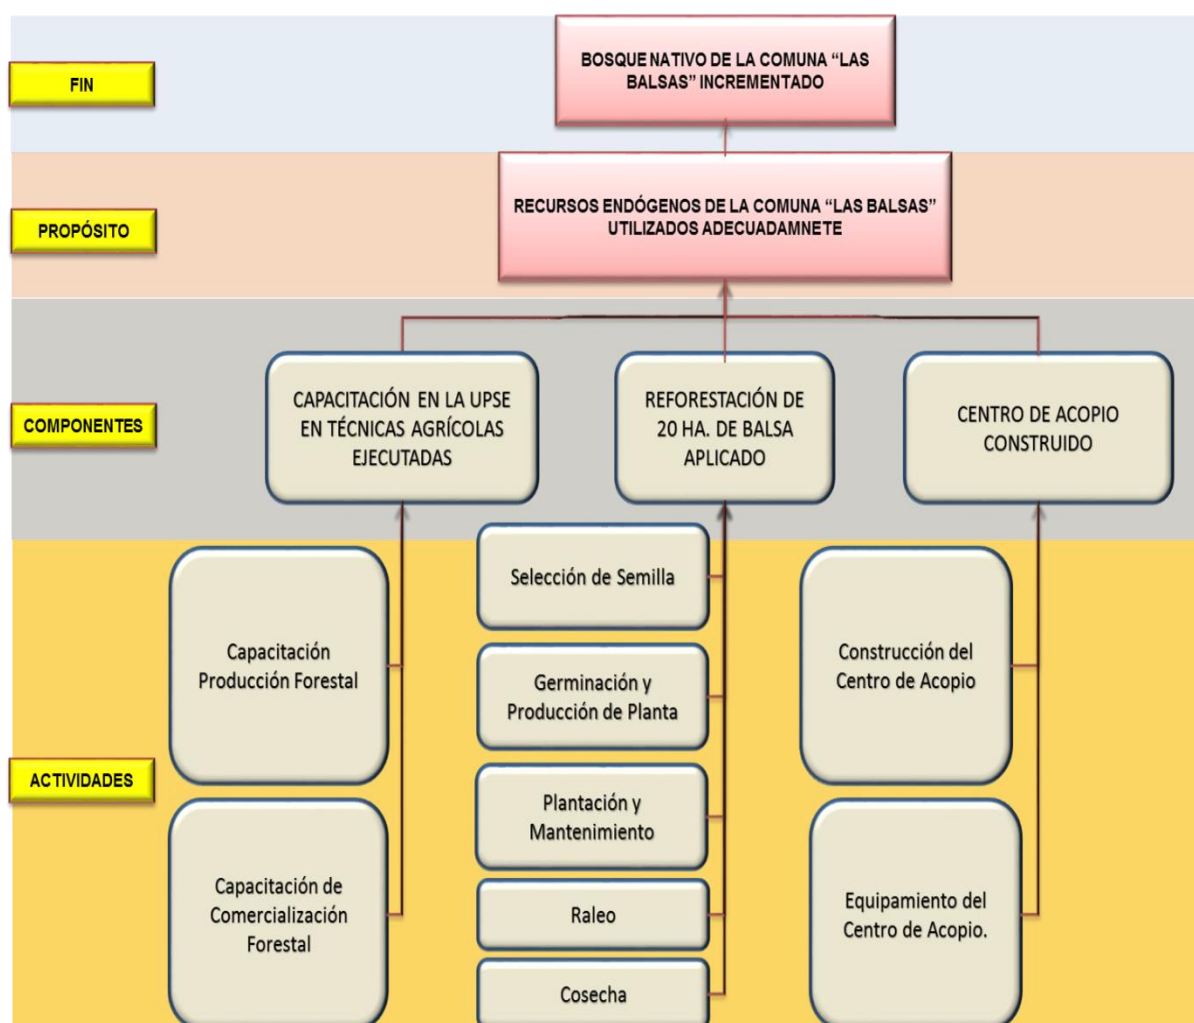 FIN
BOSQUE NATIVO DE LA COMUNA “LAS
BALSAS” INCREMENTADO
PROPÓSITO
RECURSOS ENDÓGENOS DE LA COMUNA “LAS BALSAS”
UTILIZADOS ADECUADAMNETE
COMPONENTES
CAPACITACIÓN EN LA UPSE
EN TÉCNICAS AGRÍCOLAS
EJECUTADAS
REFORESTACIÓN DE
20 HA. DE BALSA
APLICADO
CENTRO DE ACOPIO
CONSTRUIDO
ACTIVIDADES
Capacitación
Producción Forestal
Capacitación de
Comercialización
Forestal
Selección de Semilla
Germinación y
Producción de Planta
Plantación y
Mantenimiento
Raleo
Cosecha
Construcción del
Centro de Acopio
Equipamiento del
Centro de Acopio.